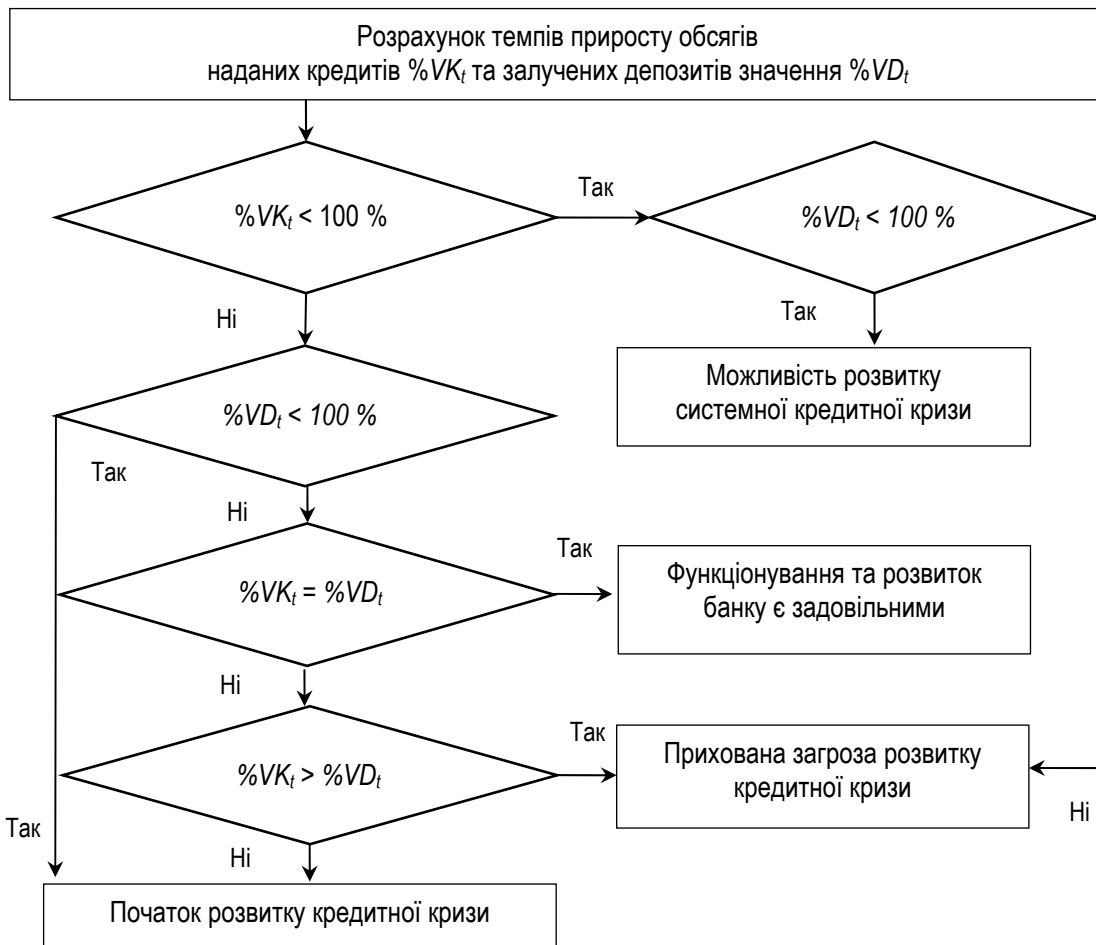 Розрахунок темпів приросту обсягів
наданих кредитів %VKt та залучених депозитів значення %VDt
%VKt < 100 %
Так
%VDt < 100 %
Ні
Так
%VDt < 100 %
Можливість розвитку
системної кредитної кризи
Так
Ні
%VKt = %VDt
Так
Функціонування та розвиток
банку є задовільними
Ні
%VKt > %VDt
Так
Прихована загроза розвитку
кредитної кризи
Ні
Так
Ні
Початок розвитку кредитної кризи